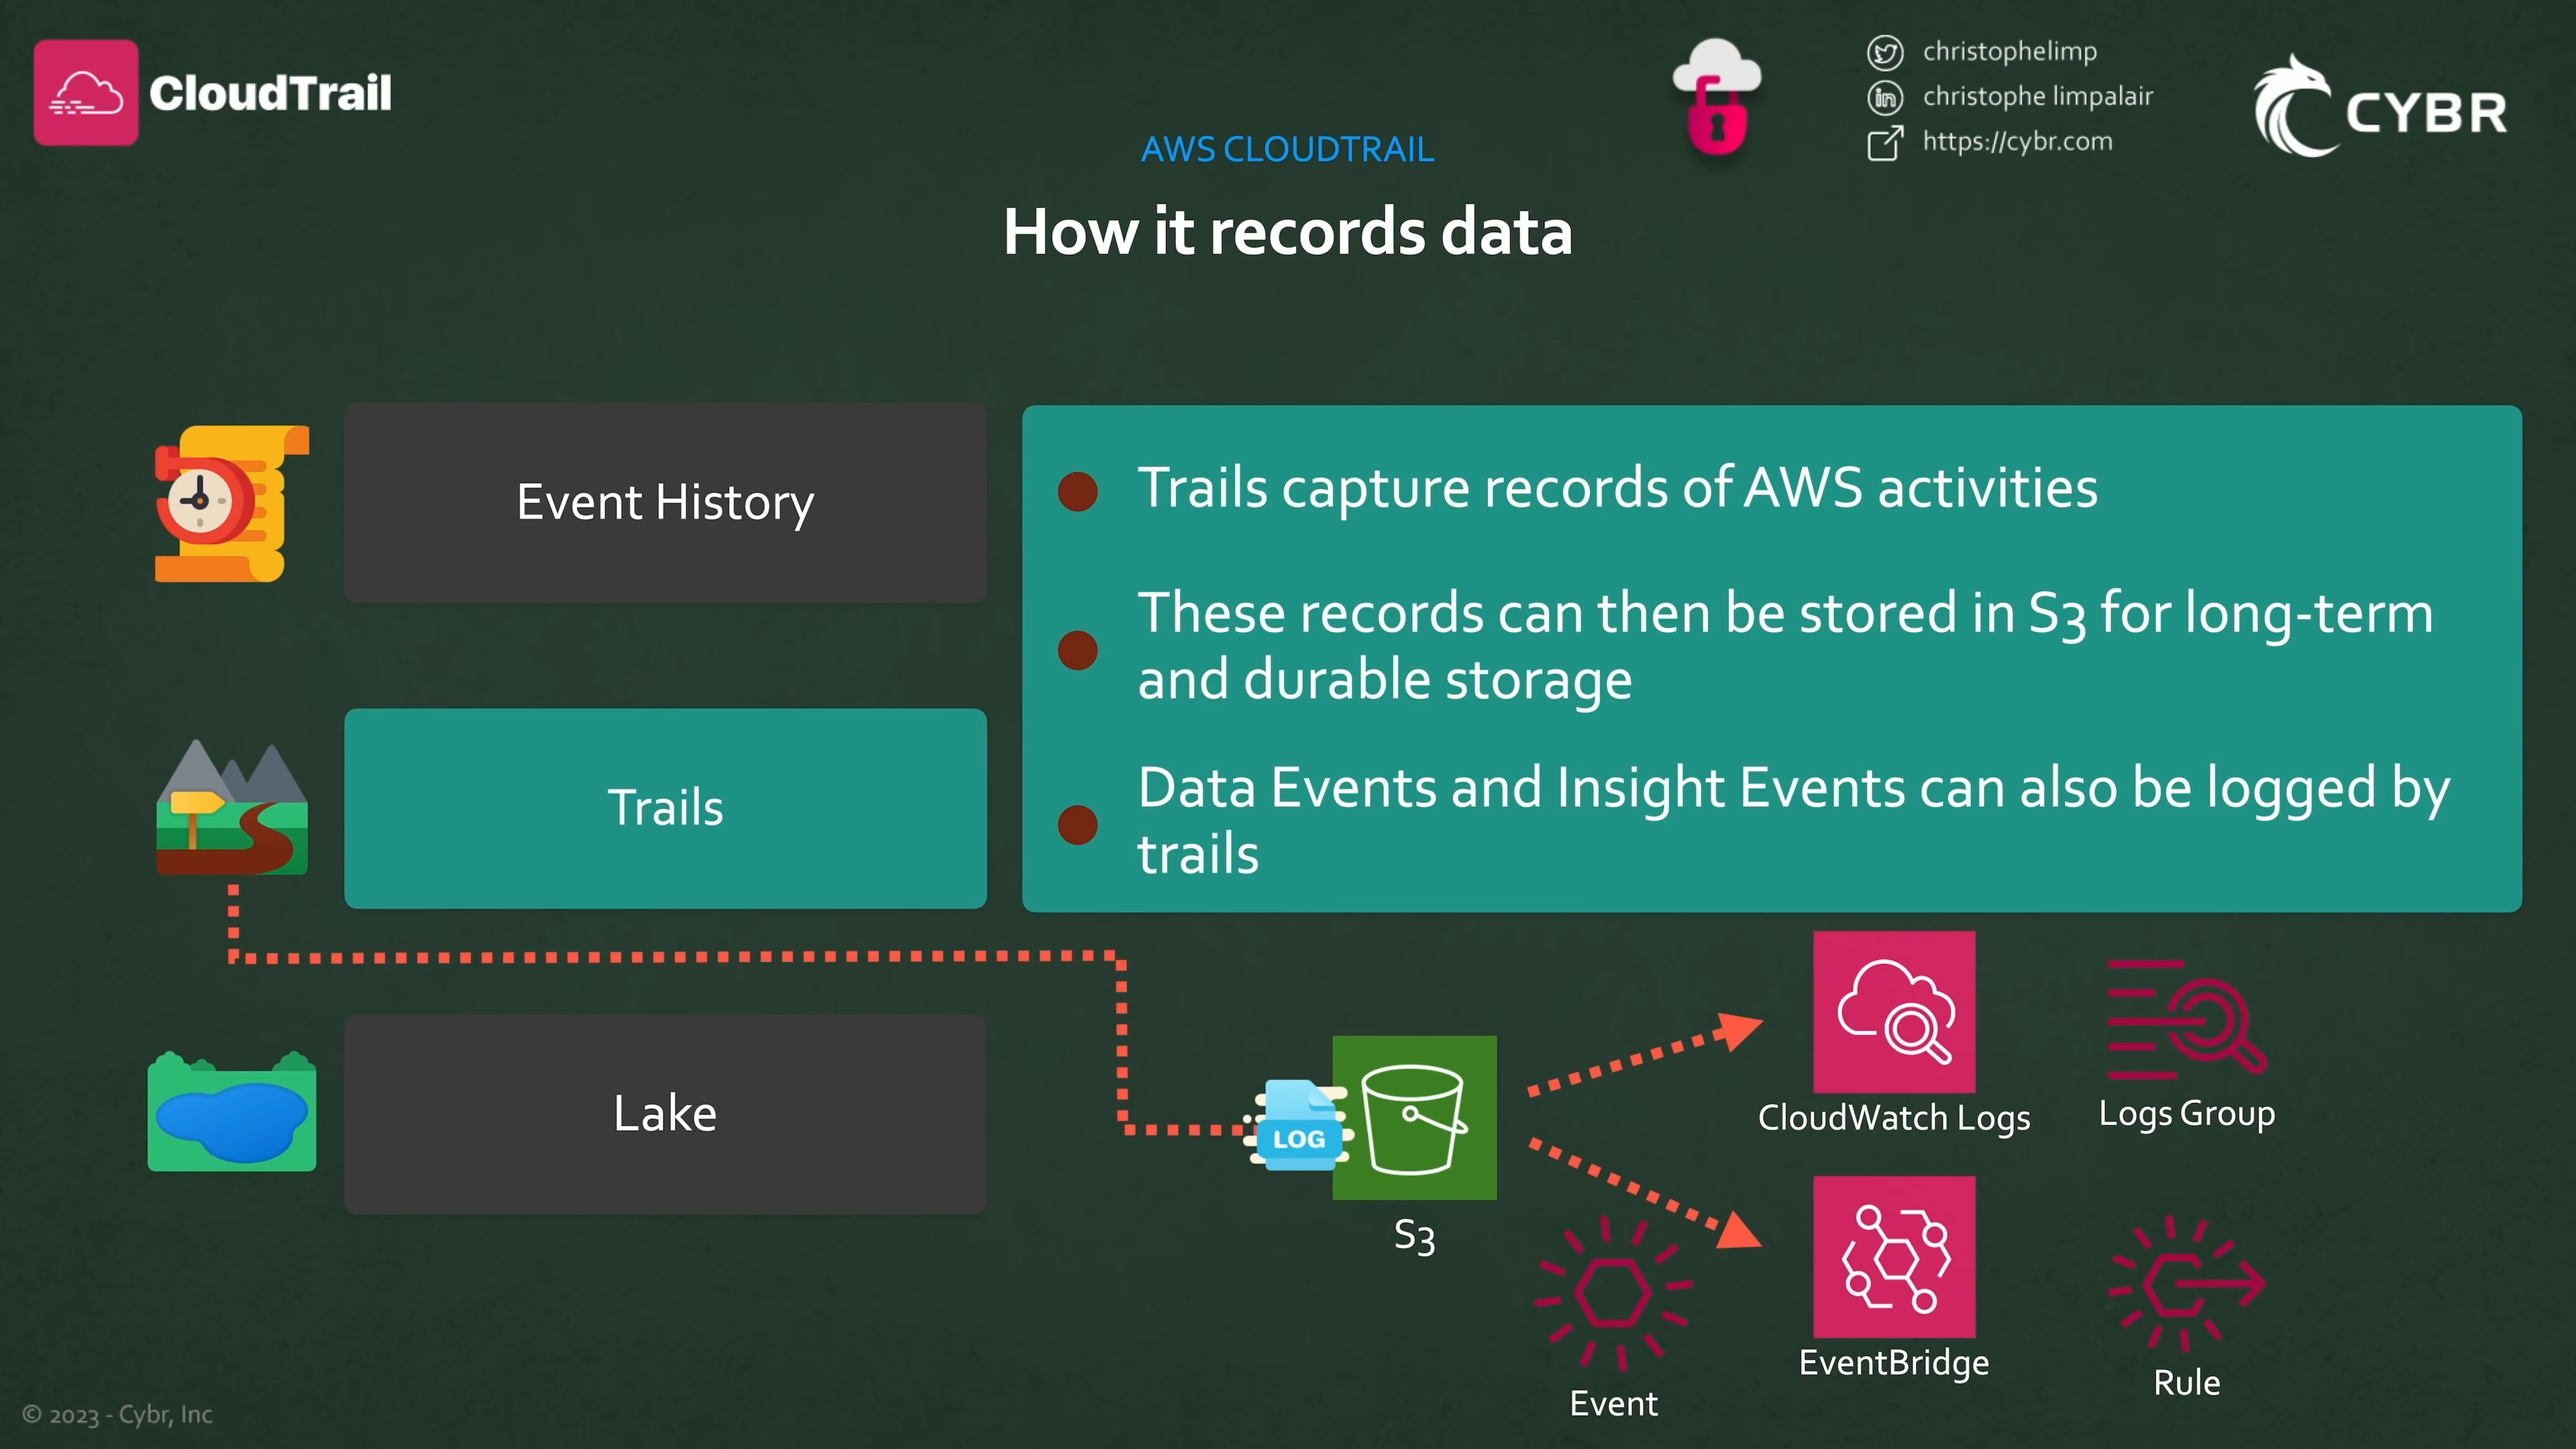 CloudTrail
christophelimp
christophe limpalair
https://cybr.com
CYBR
AWS CLOUDTRAIL
How it records data
Event History
Trails
Lake
Trails capture records of AWS activities
These records can then be stored in S3 for long-term
and durable storage
Data Events and Insight Events can also be logged by
trails
LOG
S3
CloudWatch Logs
Logs Group
Event
EventBridge
Rule
© 2023 - Cybr, Inc